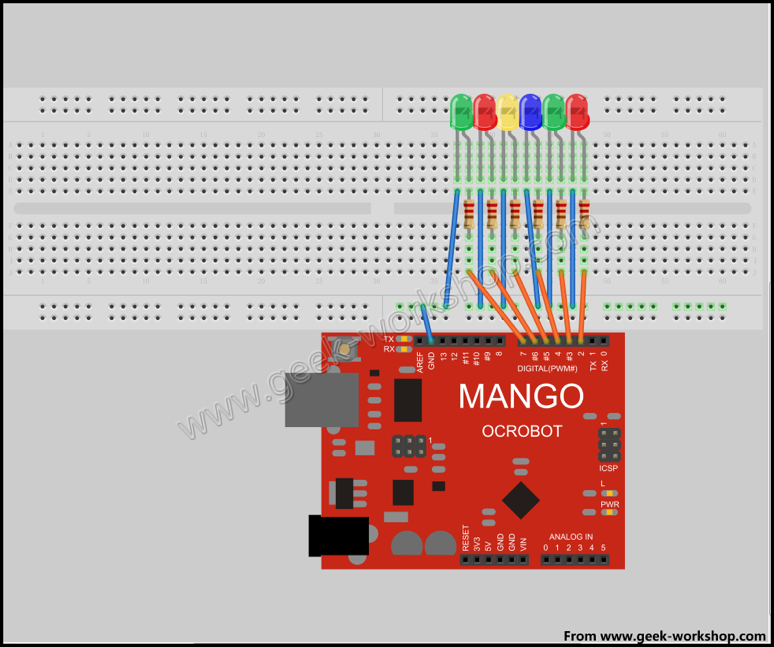 TX
RX
AREF
GND
13
12
#11
#10
#9
8
7
#6
#5
4
#3
2
TX 1
RX 0
DIGITAL(PWM#)
MANGO
OCROBOT
1
1
ICSP
L
PWR
RESET
3V3
5V
GND
GND
VIN
ANALOG IN
0 1 2 3 4 5
www.geek-workshop.com
From www.geek-workshop.com